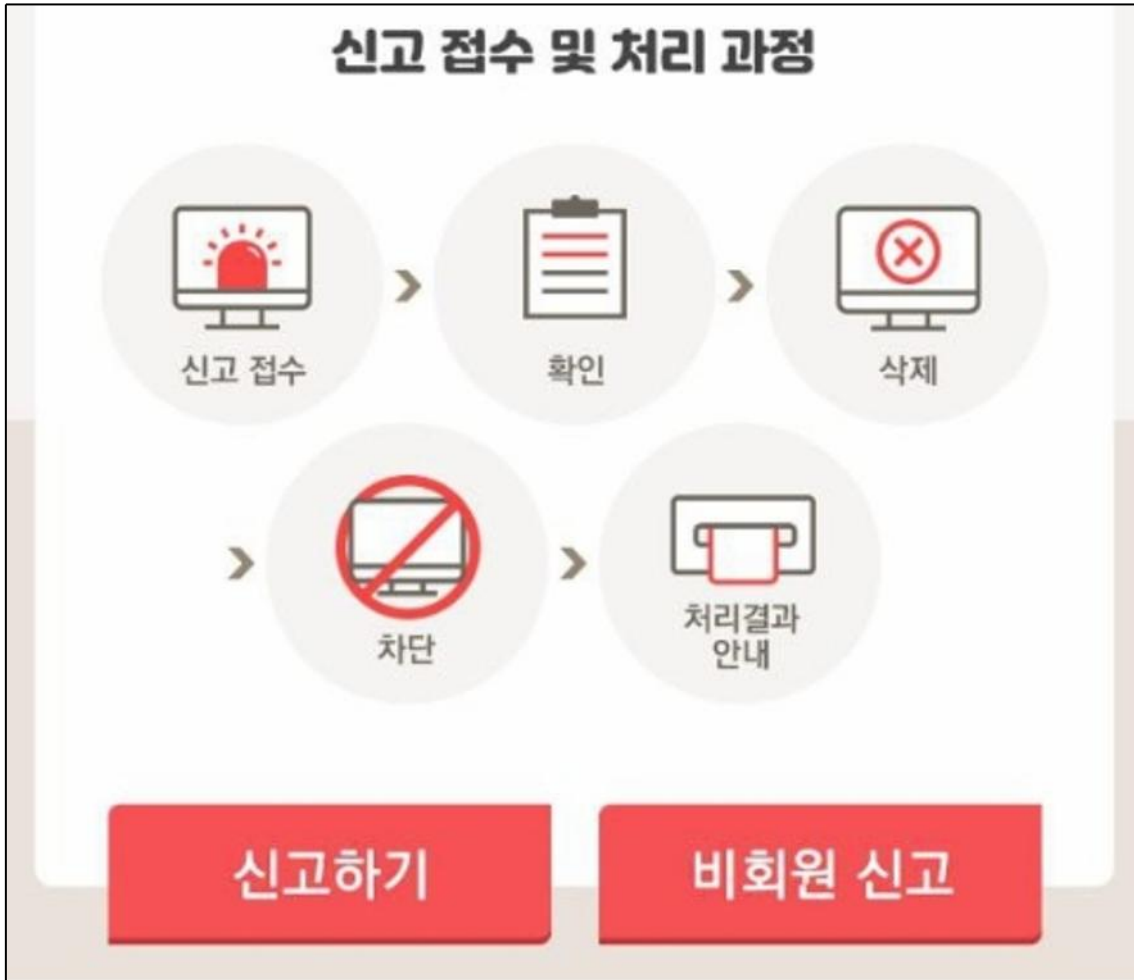 신고 접수 및 처리 과정
신고 접수
확인
삭제
차단
처리결과
안내
신고하기
비회원 신고